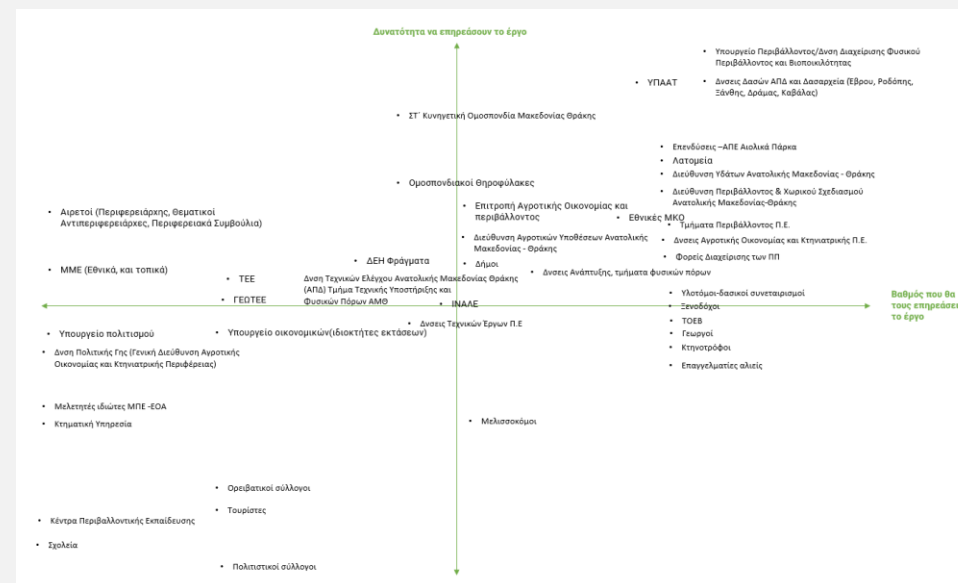 Δυνατότητα να επηρεάσουν το έργο
• Υπουργείο Περιβάλλοντος/Δνση Διαχείρισης Φυσικού
Περιβάλλοντος και Βιοποικιλότητας
• ΥΠΑΑΤ
• Δνσεις Δασών ΑΠΔ και Δασαρχεία (Εβρου, Ροδόπης,
Ξάνθης, Δράμας, Καβάλας)
• ΣΤ΄ Κυνηγετική Ομοσπονδία Μακεδονίας Θράκης
• Επενδύσεις –ΑΠΕ Αιολικά Πάρκα
• Λατομεία
• Διεύθυνση Υδάτων Ανατολικής Μακεδονίας - Θράκης
• Ομοσπονδιακοί Θηροφύλακες
• Διεύθυνση Περιβάλλοντος & Χωρικού Σχεδιασμού
Ανατολικής Μακεδονίας-Θράκης
• Επιτροπή Αγροτικής Οικονομίας και
περιβάλλοντος
• Εθνικές ΜΚΟ
• Αιρετοί (Περιφερειάρχης, Θεματικοί
Αντιπεριφερειάρχες, Περιφερειακά Συμβούλια)
• Τμήματα Περιβάλλοντος Π.Ε.
• Διεύθυνση Αγροτικών Υποθέσεων Ανατολικής
Μακεδονίας - Θράκης
• Δνσεις Αγροτικής Οικονομίας και Κτηνιατρικής Π.Ε.
• Φορείς Διαχείρισης των ΠΠ
• ΔΕΗ Φράγματα
• Δήμοι
• ΜΜΕ (Εθνικά, και τοπικά)
• Δνσεις Ανάπτυξης, τμήματα φυσικών πόρων
• ΤΕΕ
Δνση Τεχνικών Ελέγχου Ανατολικής Μακεδονίας Θράκης
(ΑΠΔ) Τμήμα Τεχνικής Υποστήριξης και
Φυσικών Πόρων ΑΜΘ
• ΓΕΩΤΕΕ
• ΙΝΑΛΕ
• Υλοτόμοι-δασικοί συνεταιρισμοί
• Ξενοδόχοι
Βαθμός που θα
τους επηρεάσει
το έργο
• ΤΟΕΒ
• Δνσεις Τεχνικών Έργων Π.Ε
• Υπουργείο πολιτισμού
• Υπουργείο οικονομικών(ιδιοκτήτες εκτάσεων)
• Γεωργοί
• Κτηνοτρόφοι
• Δνση Πολιτικής Γης (Γενική Διεύθυνση Αγροτικής
Οικονομίας και Κτηνιατρικής Περιφέρειας)
• Επαγγελματίες αλιείς
• Μελετητές ιδιώτες ΜΠΕ -ΕΟΑ
• Κτηματική Υπηρεσία
• Μελισσοκόμοι
• Ορειβατικοί σύλλογοι
• Τουρίστες
• Κέντρα Περιβαλλοντικής Εκπαίδευσης
• Σχολεία
• Πολιτιστικοί σύλλογοι